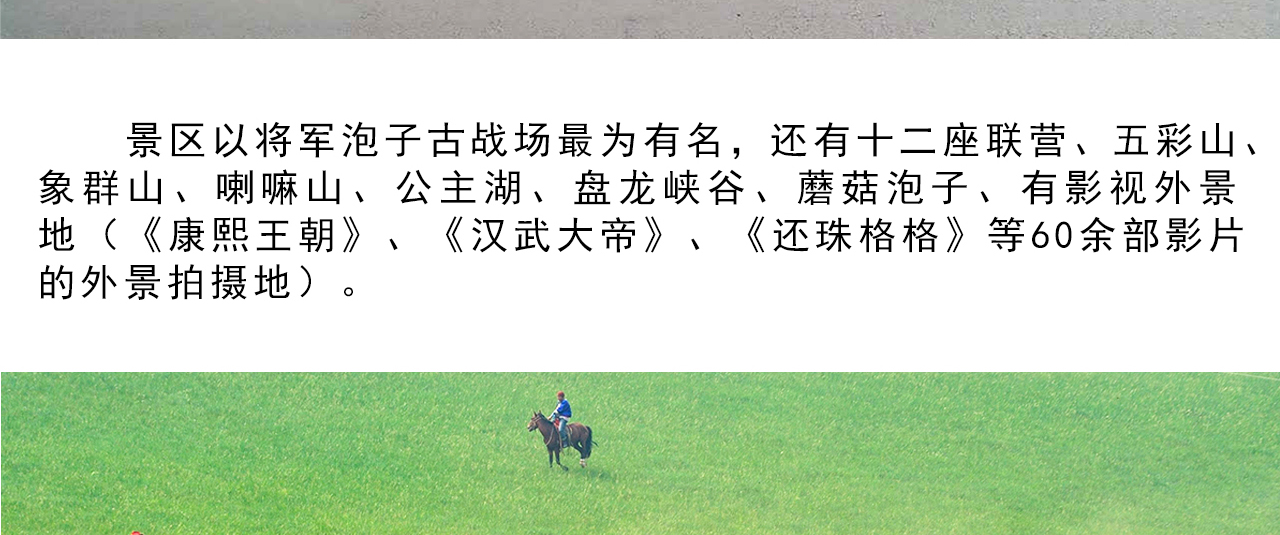 景区以将军泡子古战场最为有名，还有十二座联营、五彩山、
象群山、喇嘛山、公主湖、盘龙峡谷、蘑菇泡子、有影视外景
地（《康熙王朝》、《汉武大帝》、《还珠格格》等60余部影片
的外景拍摄地）。